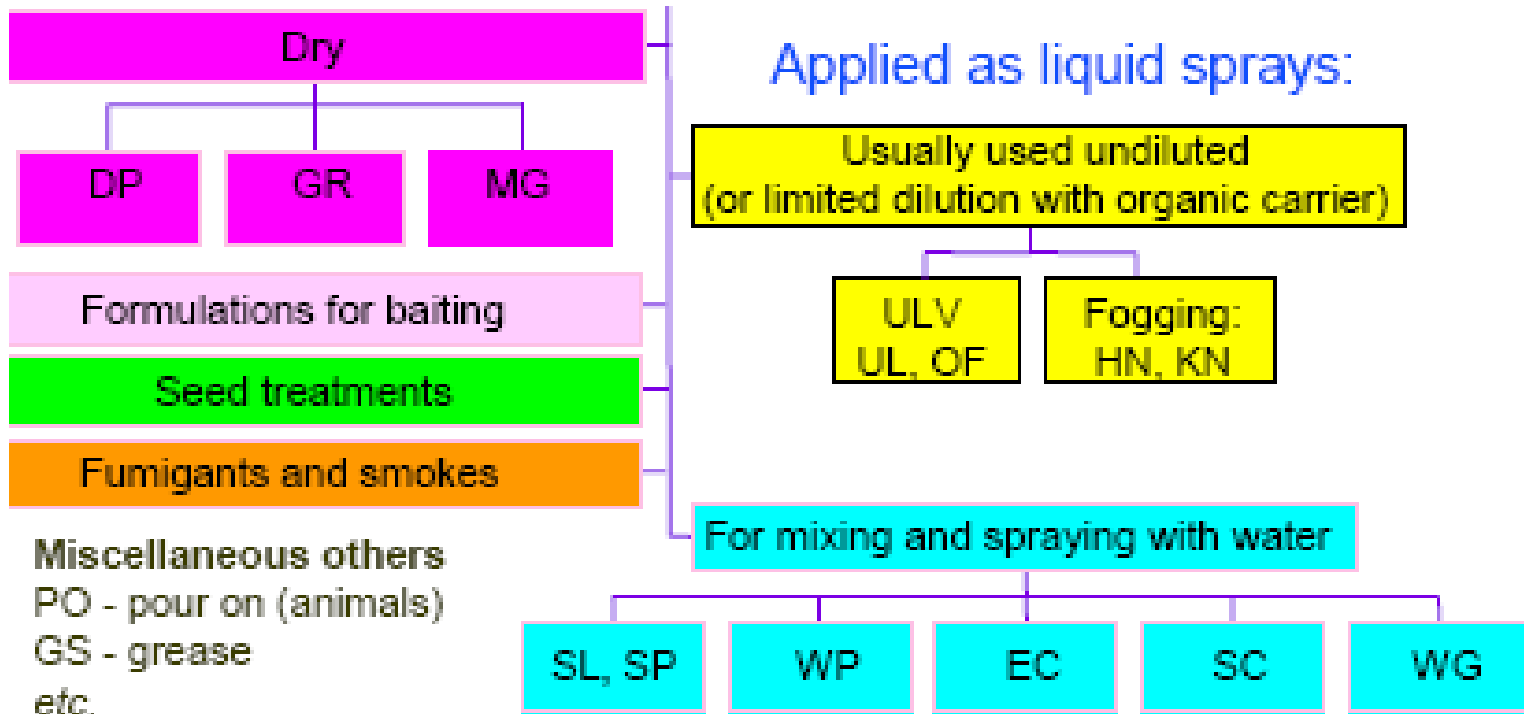 Dry
DP
GR
MG
Formulations for baiting
Seed treatments
Fumigants and smokes
Miscellaneous others
PO - pour on (animals)
GS - grease
etc.
Applied as liquid sprays:
Usually used undiluted
(or limited dilution with organic carrier)
ULV
UL, OF
Fogging:
HN, KN
For mixing and spraying with water
SL, SP
WP
EC
SC
WG